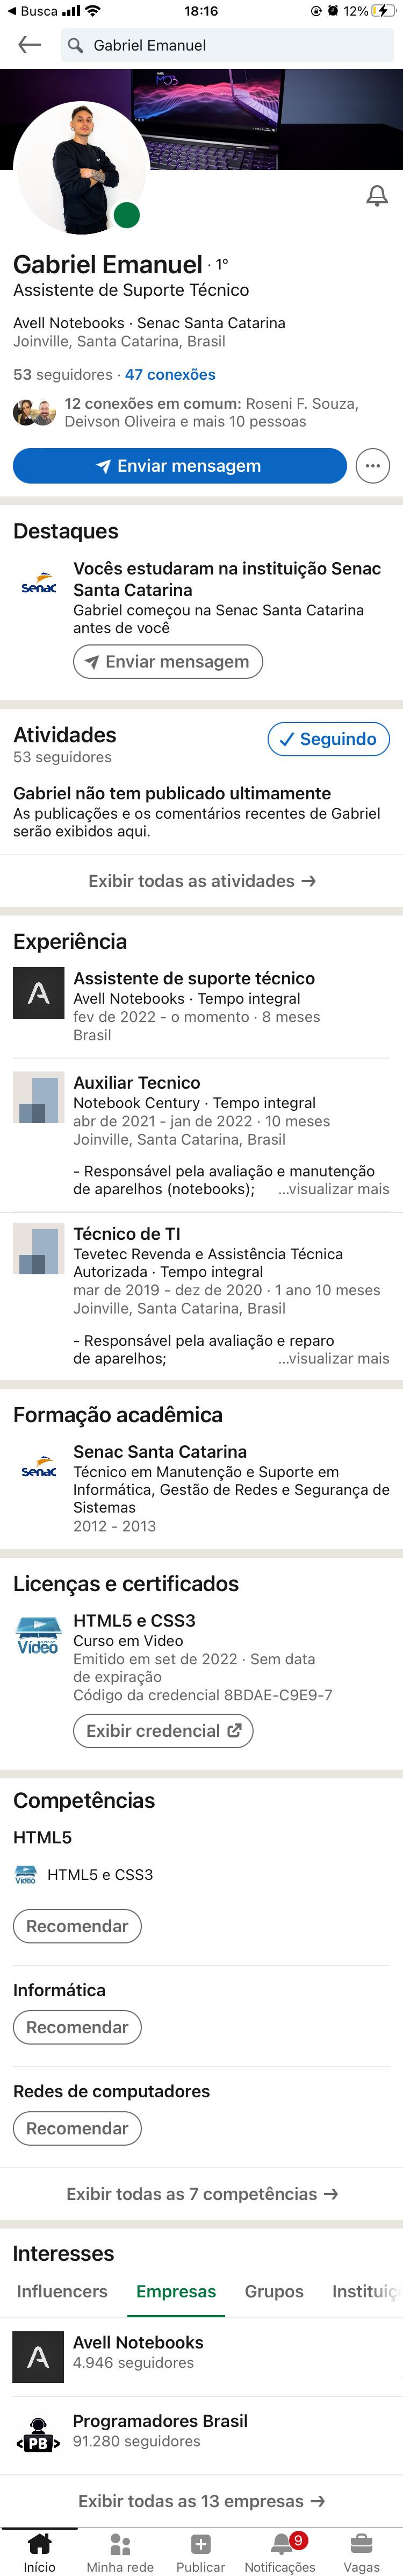 Busca
18:16
12%
Gabriel Emanuel
Gabriel Emanuel · 1º
Assistente de Suporte Técnico
Avell Notebooks · Senac Santa Catarina
Joinville, Santa Catarina, Brasil
53 seguidores · 47 conexões
12 conexões em comum: Roseni F. Souza,
Deivson Oliveira e mais 10 pessoas
Enviar mensagem
Destaques
senac
Vocês estudaram na instituição Senac
Santa Catarina
Gabriel começou na Senac Santa Catarina
antes de você
Enviar mensagem
Atividades
Seguindo
53 seguidores
Gabriel não tem publicado ultimamente
As publicações e os comentários recentes de Gabriel
serão exibidos aqui.
Exibir todas as atividades →
Experiência
Assistente de suporte técnico
Avell Notebooks · Tempo integral
fev de 2022 - o momento · 8 meses
Brasil
Auxiliar Tecnico
Notebook Century · Tempo integral
abr de 2021 - jan de 2022 · 10 meses
Joinville, Santa Catarina, Brasil
- Responsável pela avaliação e manutenção
de aparelhos (notebooks); ...visualizar mais
Técnico de TI
Tevetec Revenda e Assistência Técnica
Autorizada · Tempo integral
mar de 2019 - dez de 2020 · 1 ano 10 meses
Joinville, Santa Catarina, Brasil
- Responsável pela avaliação e reparo
de aparelhos; ...visualizar mais
Formação acadêmica
senac
Senac Santa Catarina
Técnico em Manutenção e Suporte em
Informática, Gestão de Redes e Segurança de
Sistemas
2012 - 2013
Licenças e certificados
Vídeo
HTML5 e CSS3
Curso em Video
Emitido em set de 2022 · Sem data
de expiração
Código da credencial 8BDAE-C9E9-7
Exibir credencial
Competências
HTML5
Vídeo
HTML5 e CSS3
Recomendar
Informática
Recomendar
Redes de computadores
Recomendar
Exibir todas as 7 competências →
Interesses
Influencers Empresas Grupos Instituiç
Avell Notebooks
4.946 seguidores
<PB>
Programadores Brasil
91.280 seguidores
Exibir todas as 13 empresas →
9
Início Minha rede Publicar Notificações Vagas